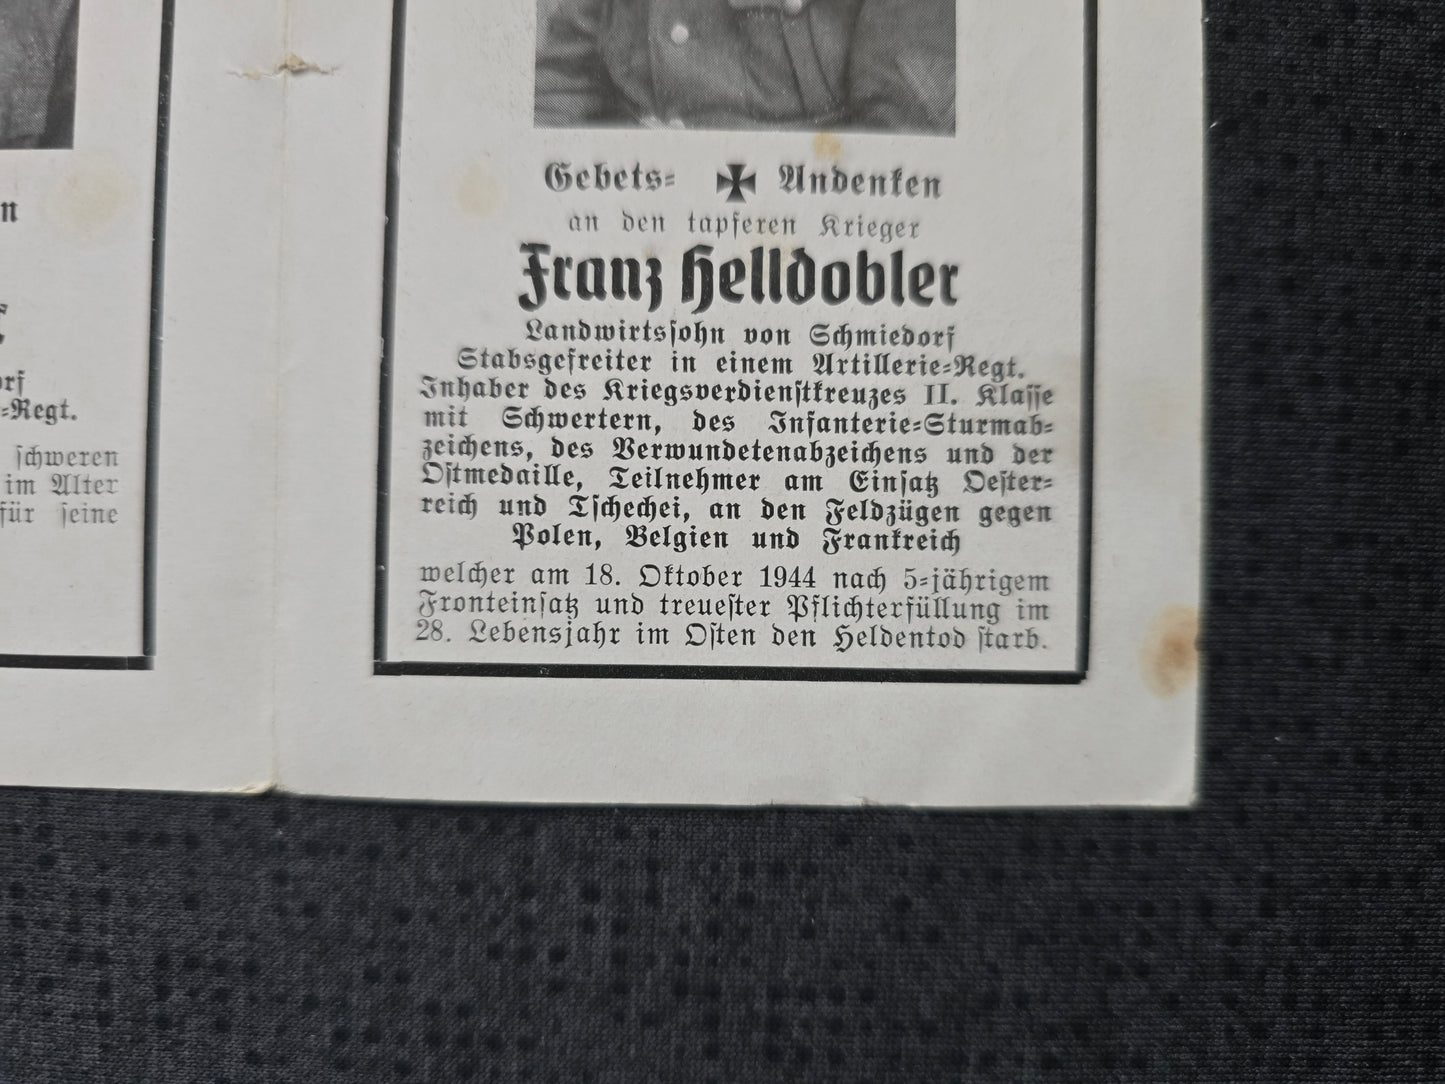 n
orf
=Regt.
schweren
im Alter
für seine
Gebets= Andenken
an den tapferen Krieger
Franz Helldobler
Landwirtssohn von Schmiedorf
Stabsgefreiter in einem Artillerie=Regt.
Inhaber des Kriegsverdienstkreuzes II. Klasse
mit Schwertern, des Infanterie=Sturmab=
zeichens, des Verwundetenabzeichens und der
Ostmedaille, Teilnehmer am Einsatz Oester=
reich und Tschechei, an den Feldzügen gegen
Polen, Belgien und Frankreich
welcher am 18. Oktober 1944 nach 5=jährigem
Fronteinsatz und treuester Pflichterfüllung im
28. Lebensjahr im Osten den Heldentod starb.